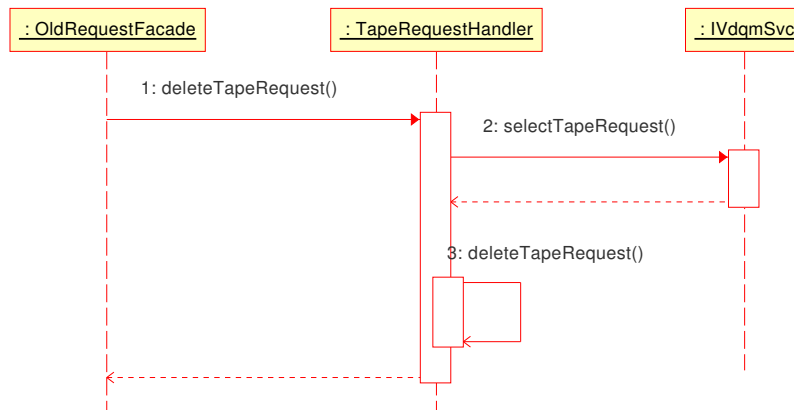 : OldRequestFacade
: TapeRequestHandler
: IVdqmSvc
1: deleteTapeRequest()
2: selectTapeRequest()
3: deleteTapeRequest()